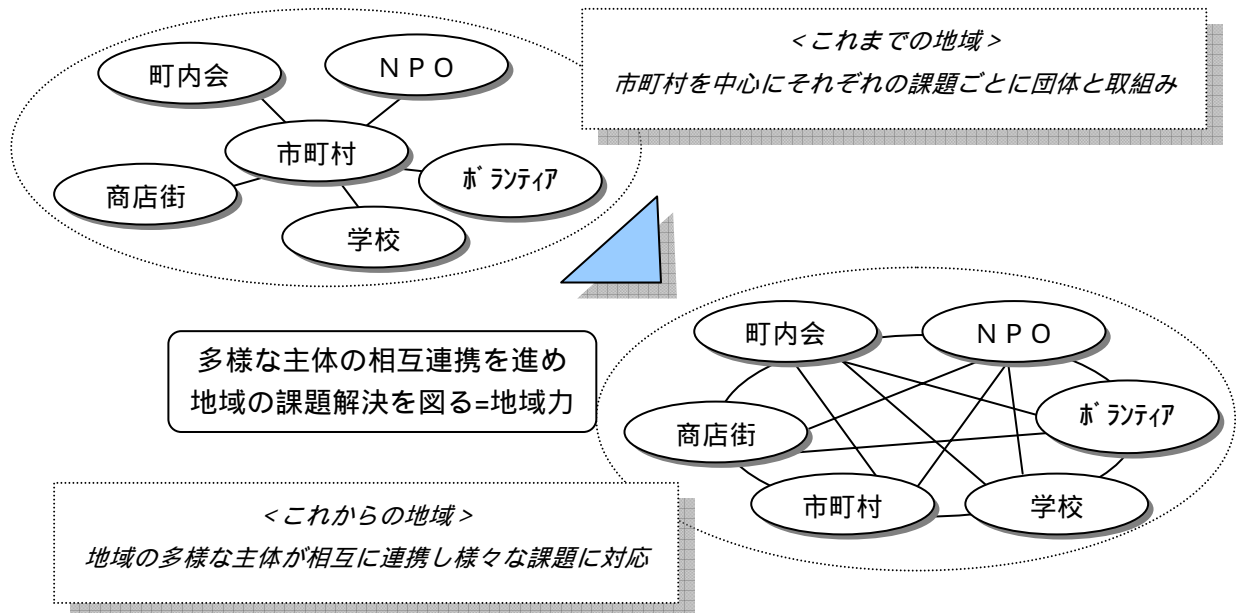 町内会
ＮＰＯ
市町村
商店街
ﾎﾞﾗﾝﾃｨｱ
学校
＜これまでの地域＞
市町村を中心にそれぞれの課題ごとに団体と取組み
多様な主体の相互連携を進め
地域の課題解決を図る=地域力
町内会
ＮＰＯ
商店街
ﾎﾞﾗﾝﾃｨｱ
市町村
学校
＜これからの地域＞
地域の多様な主体が相互に連携し様々な課題に対応